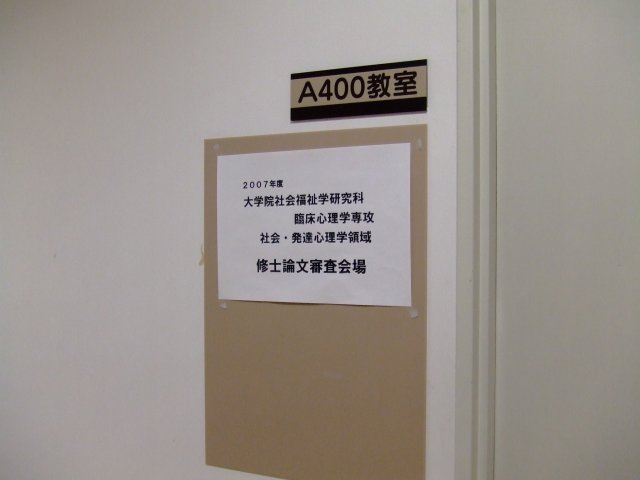 A400教室
2007年度
大学院社会福祉学研究科
臨床心理学専攻
社会・発達心理学領域
修士論文審査会場